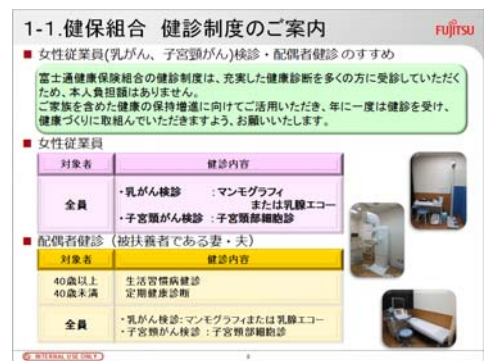 1-1.健保組合 健診制度のご案内
FUJITSU
■ 女性従業員(乳がん、子宮頸がん)検診・配偶者健診 のすすめ
富士通健康保険組合の健診制度は、充実した健康診断を多くの方に受診していただく
ため、本人負担額はありません。
ご家族を含めた健康の保持増進に向けてご活用いただき、年に一度は健診を受け、
健康づくりに取組んでいただきますよう、お願いいたします。
■ 女性従業員
対象者 健診内容
全員
・乳がん検診 :マンモグラフィ
または乳腺エコー
・子宮頸がん検診 :子宮頸部細胞診
■ 配偶者健診 (被扶養者である妻・夫)
対象者 健診内容
40歳以上 生活習慣病健診
40歳未満 定期健康診断
全員
・乳がん検診:マンモグラフィまたは乳腺エコー
・子宮頸がん検診 :子宮頸部細胞診
INTERNAL USE ONLY